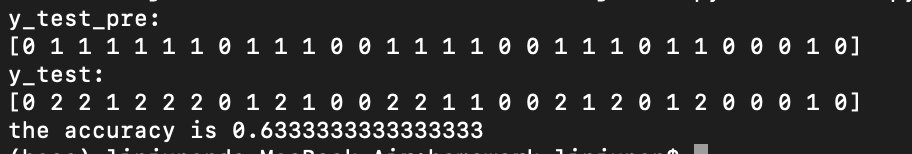 y_test_pre:
[0 1 1 1 1 1 1 0 1 1 1 0 0 1 1 1 1 0 0 1 1 1 0 1 1 0 0 0 1 0]
y_test:
[0 2 2 1 2 2 2 0 1 2 1 0 0 2 2 1 1 0 0 2 1 2 0 1 2 0 0 0 1 0]
the accuracy is 0.6333333333333333